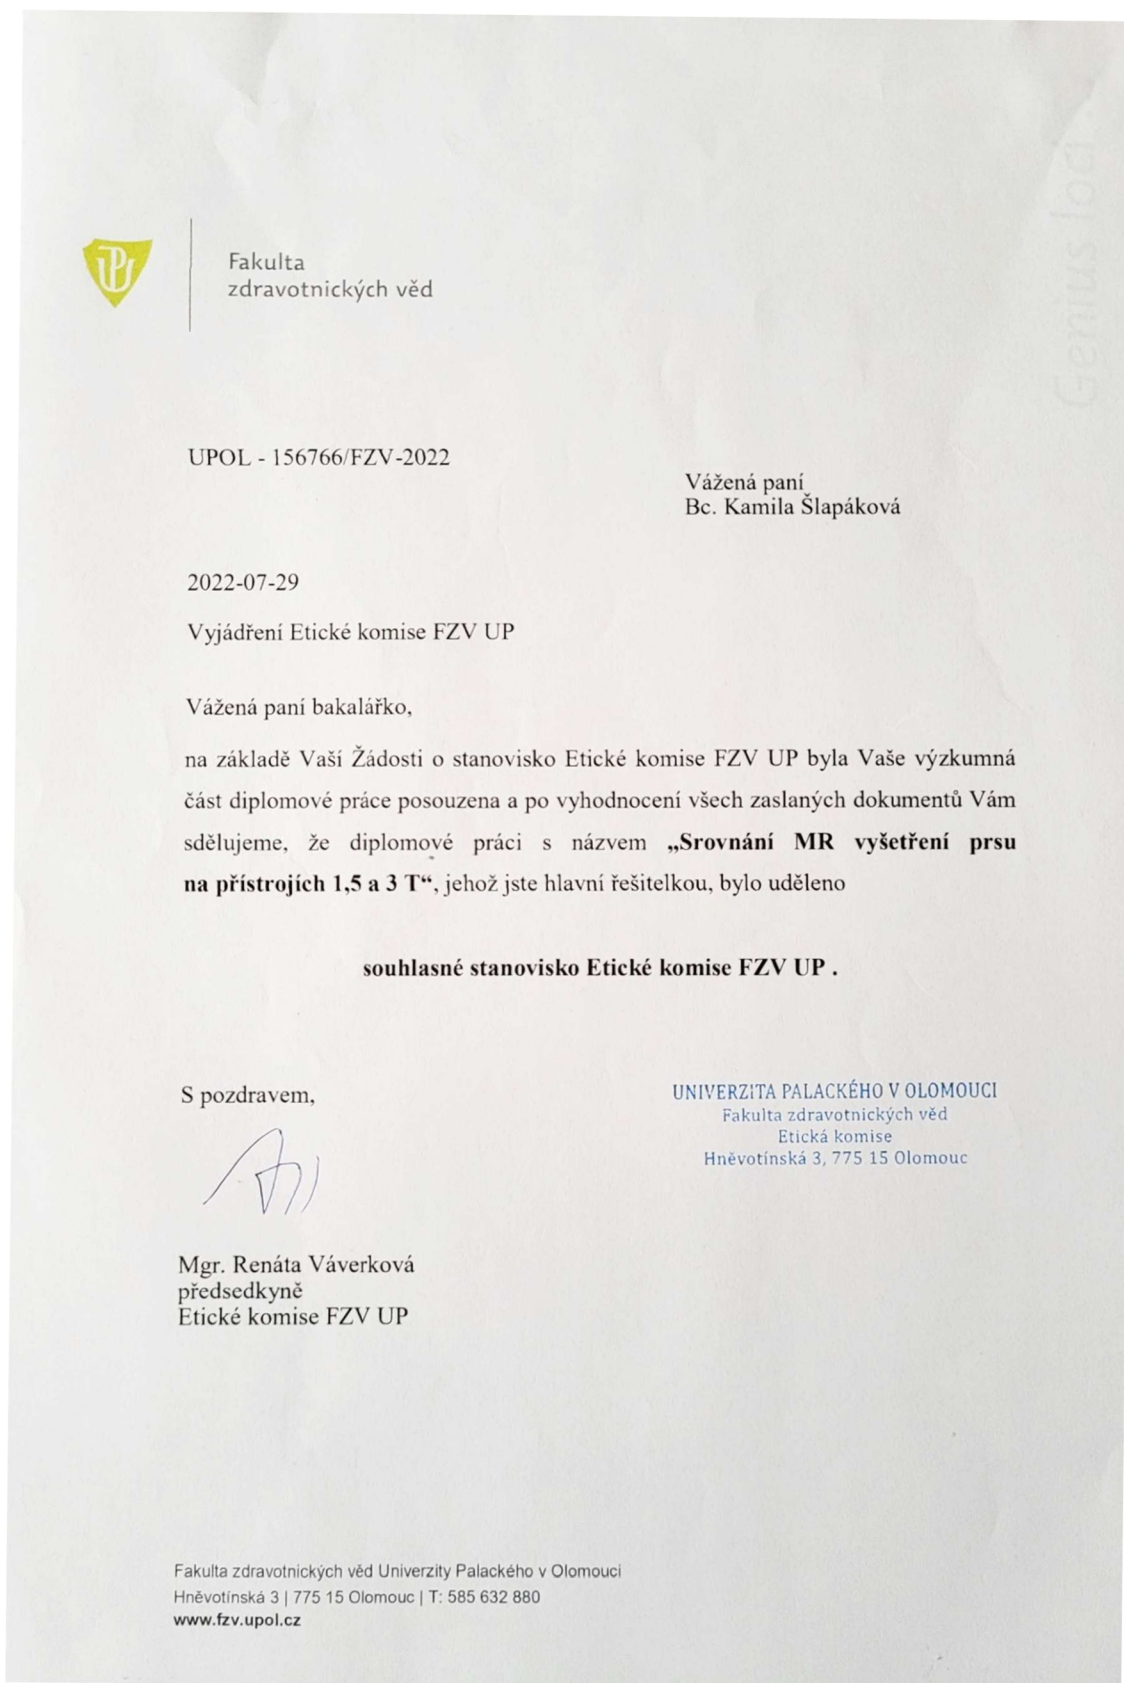 Fakulta
zdravotnických věd
UPOL - 156766/FZV-2022
Vážená paní
Bc. Kamila Šlapáková
2022-07-29
Vyjádření Etické komise FZV UP
Vážená paní bakalářko,
na základě Vaší Žádosti o stanovisko Etické komise FZV UP byla Vaše výzkumná
část diplomové práce posouzena a po vyhodnocení všech zaslaných dokumentů Vám
sdělujeme, že diplomové práci s názvem „Srovnání MR vyšetření prsu
na přístrojích 1,5 a 3 T“, jehož jste hlavní řešitelkou, bylo uděleno
souhlasné stanovisko Etické komise FZV UP .
S pozdravem,
UNIVERZITA PALACKÉHO V OLOMOUCI
Fakulta zdravotnických věd
Etická komise
Hněvotínská 3, 775 15 Olomouc
Mgr. Renáta Váverková
předsedkyně
Etické komise FZV UP
Fakulta zdravotnických věd Univerzity Palackého v Olomouci
Hněvotínská 3 | 775 15 Olomouc | T: 585 632 880
www.fzv.upol.cz
Genius loci